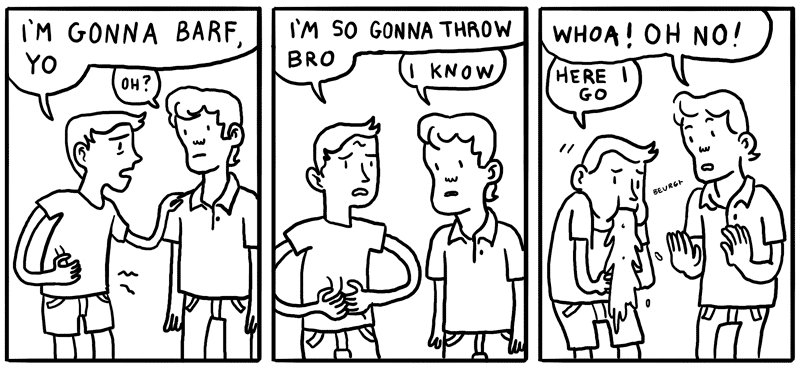 I'M GONNA BARF,
YO
OH?
I'M SO GONNA THROW
BRO
I KNOW
WHOA! OH NO!
HERE I
GO
BEURGH